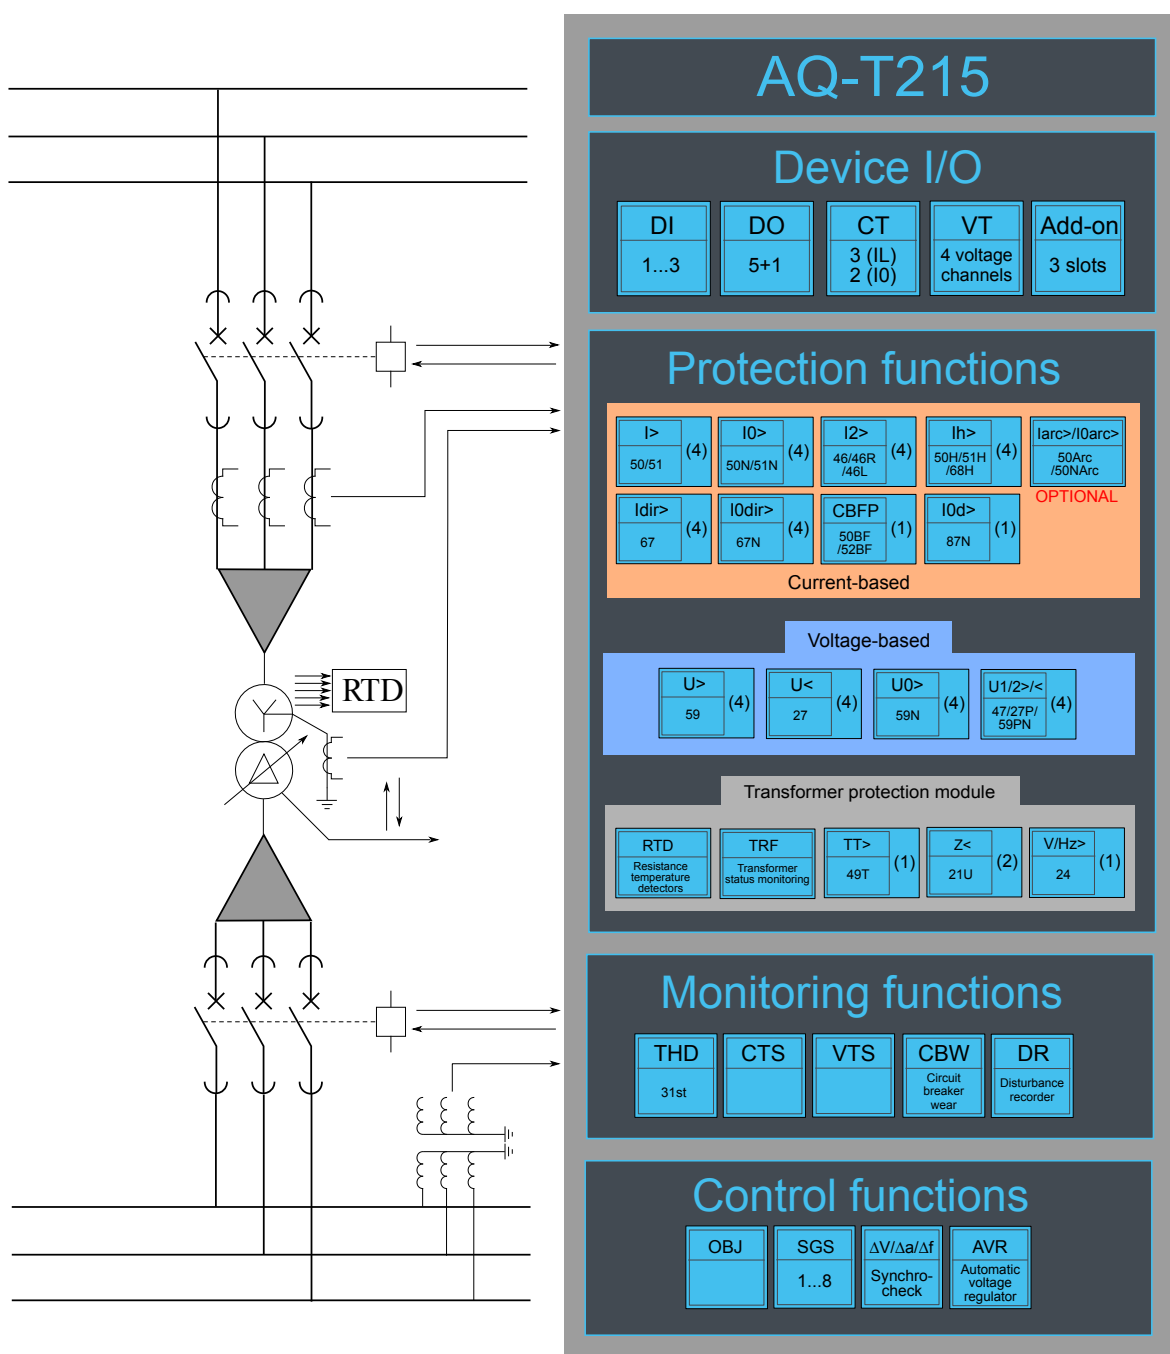 AQ-T215
Device I/O
DI
1...3
DO
5+1
CT
3 (IL)
2 (I0)
VT
4 voltage
channels
Add-on
3 slots
Protection functions
I>
50/51
(4)
I0>
50N/51N
(4)
I2>
46/46R
/46L
(4)
Ih>
50H/51H
/68H
(4)
Iarc>/I0arc>
50Arc
/50NArc
OPTIONAL
Idir>
67
(4)
I0dir>
67N
(4)
CBFP
50BF
/52BF
(1)
I0d>
87N
(1)
Current-based
Voltage-based
U>
59
(4)
U<
27
(4)
U0>
59N
(4)
U1/2>/<
47/27P/
59PN
(4)
RTD
Transformer protection module
RTD
Resistance
temperature
detectors
TRF
Transformer
status monitoring
TT>
49T
(1)
Z<
21U
(2)
V/Hz>
24
(1)
Monitoring functions
THD
31st
CTS
VTS
CBW
Circuit
breaker
wear
DR
Disturbance
recorder
Control functions
OBJ
SGS
1...8
ΔV/Δa/Δf
Synchro-
check
AVR
Automatic
voltage
regulator